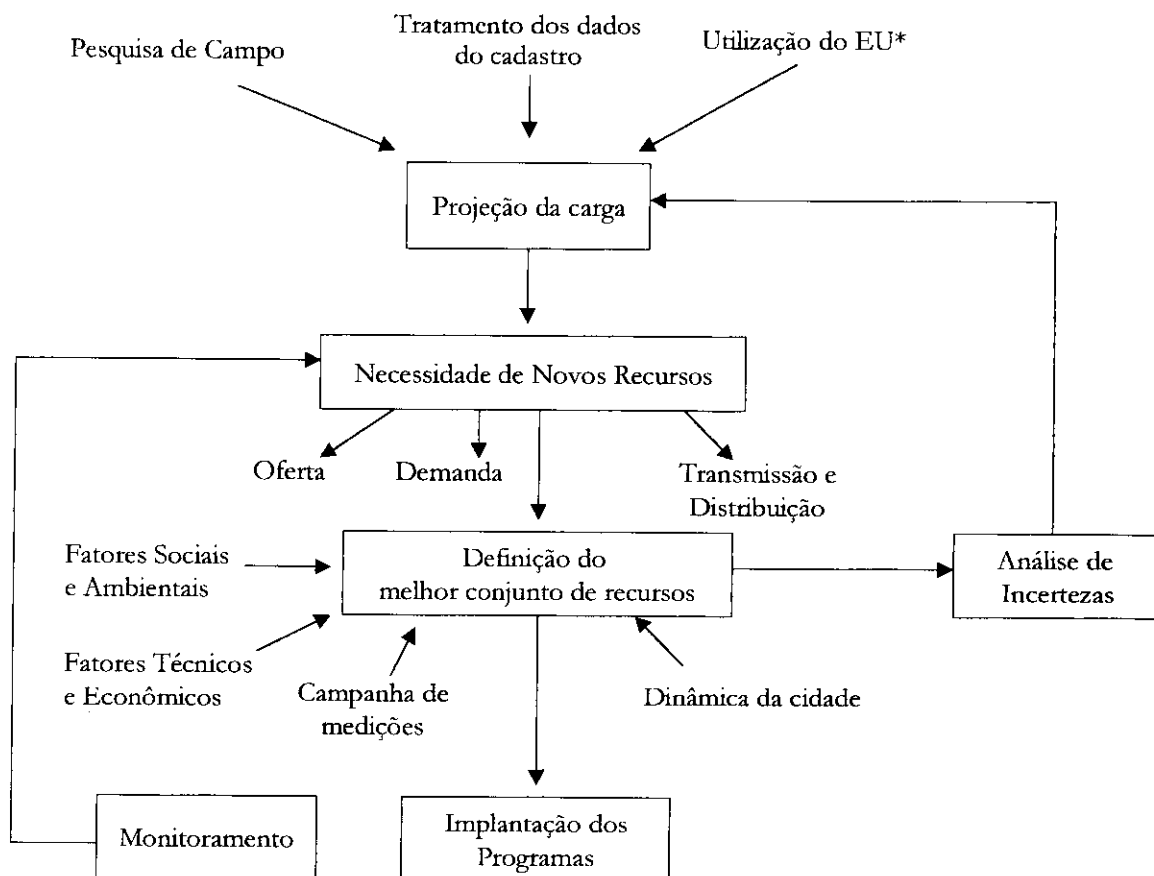 Pesquisa de Campo
Tratamento dos dados
do cadastro
Utilização do EU*
Projeção da carga
Necessidade de Novos Recursos
Oferta
Demanda
Transmissão e
Distribuição
Fatores Sociais
e Ambientais
Definição do
melhor conjunto de recursos
Análise de
Incertezas
Fatores Técnicos
e Econômicos
Campanha de
medições
Dinâmica da cidade
Monitoramento
Implantação dos
Programas